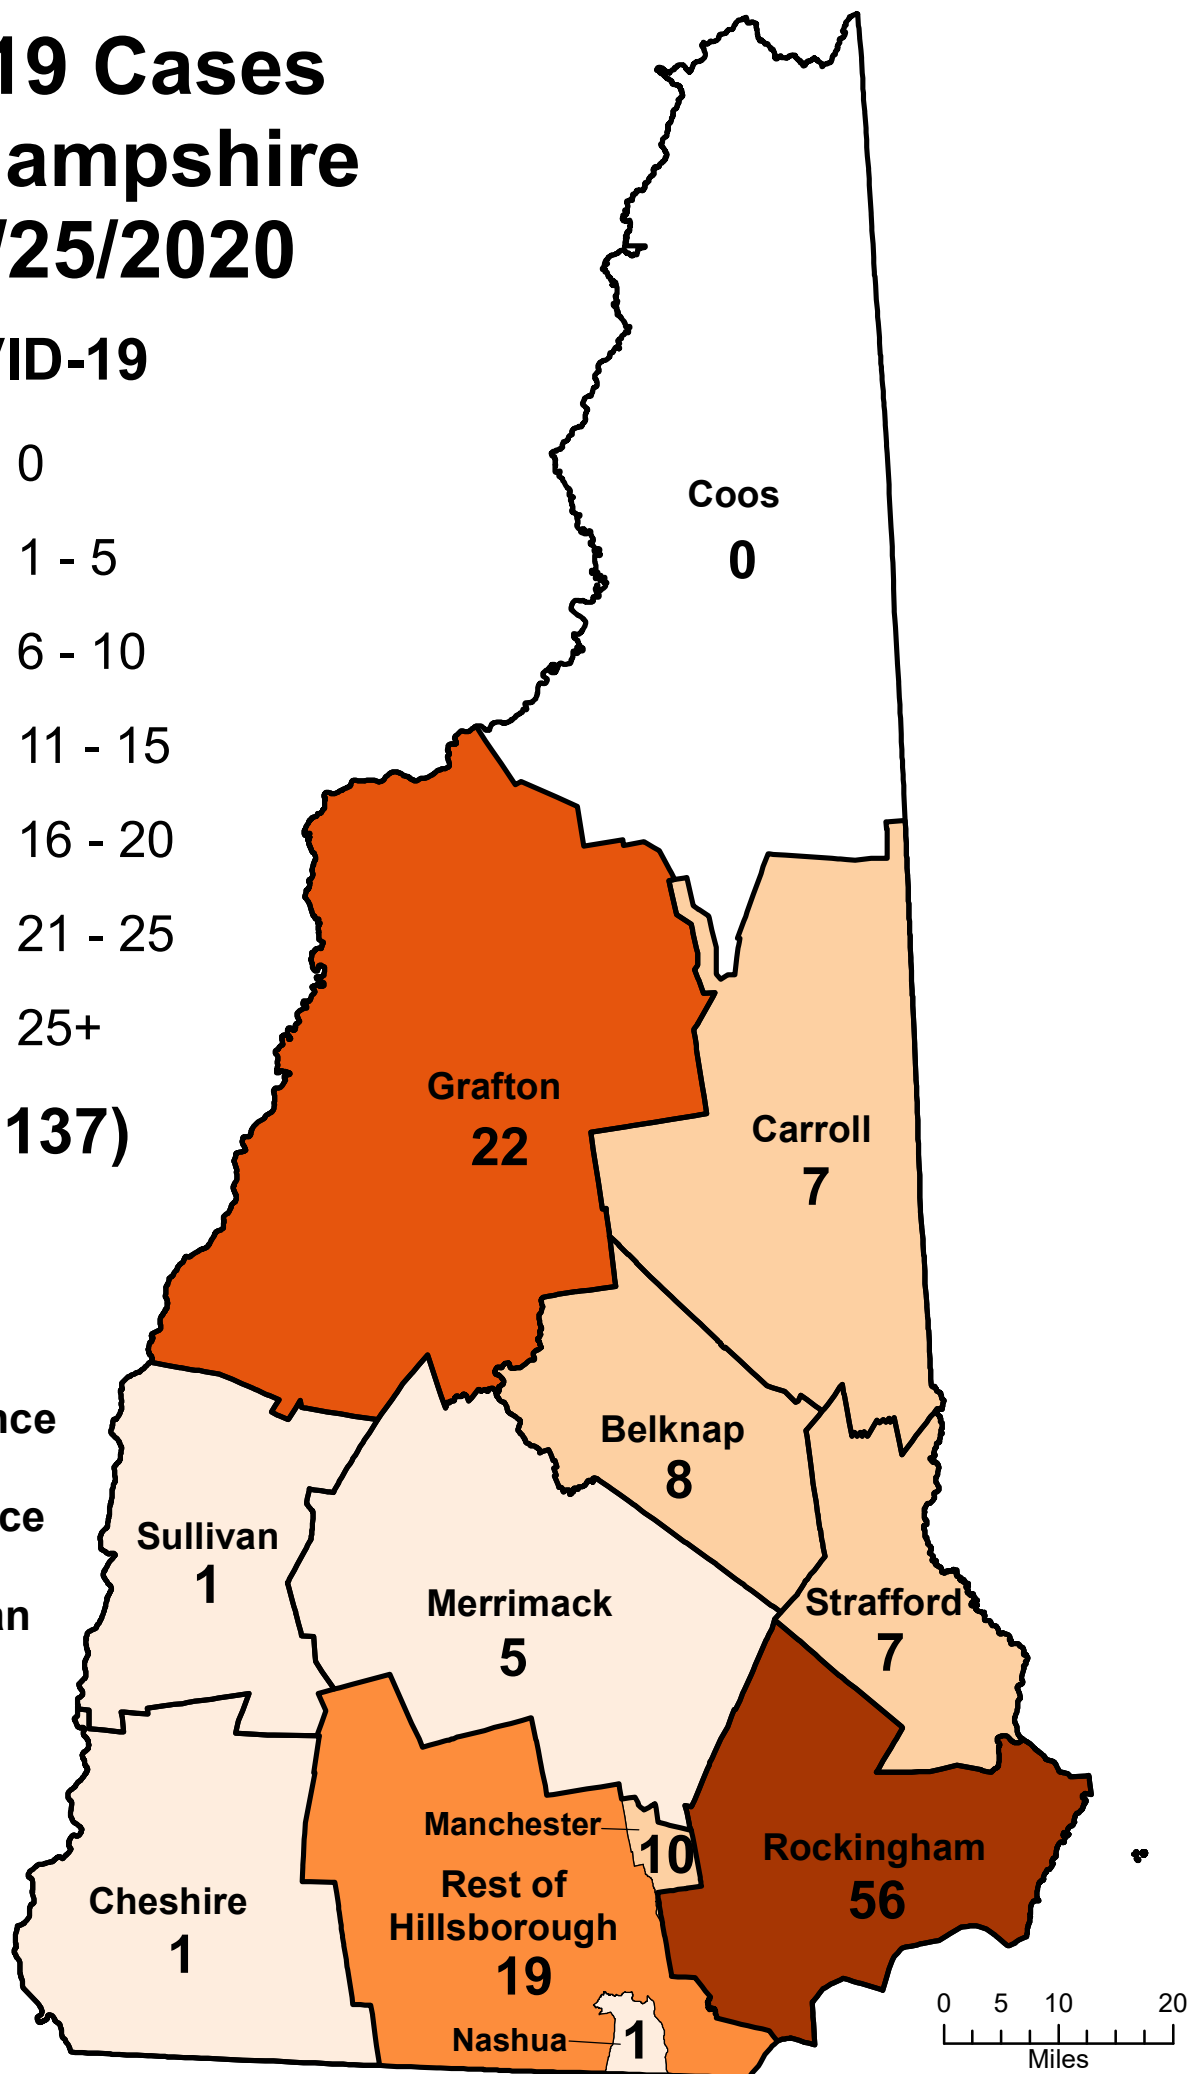 19 Cases
ampshire
/25/2020
VID-19
0
1 - 5
6 - 10
11 - 15
16 - 20
21 - 25
25+
137)
nce
ce
an
Coos
0
Grafton
22
Carroll
7
Belknap
8
Sullivan
1
Merrimack
5
Strafford
7
Manchester
10
Rockingham
56
Rest of
Hillsborough
19
Cheshire
1
Nashua
1
0 5 10 20
Miles